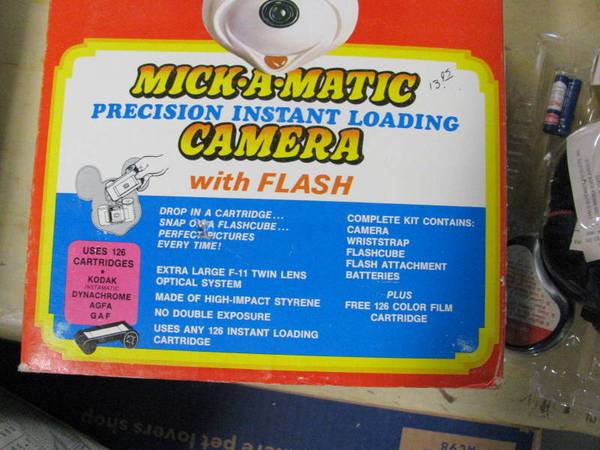 MICK-A-MATIC
13.95
PRECISION INSTANT LOADING
CAMERA
with FLASH
DROP IN A CARTRIDGE...
SNAP ON A FLASHCUBE...
PERFECT PICTURES
EVERY TIME!
EXTRA LARGE F-11 TWIN LENS
OPTICAL SYSTEM
MADE OF HIGH-IMPACT STYRENE
NO DOUBLE EXPOSURE
USES ANY 126 INSTANT LOADING
CARTRIDGE
COMPLETE KIT CONTAINS:
CAMERA
WRISTSTRAP
FLASHCUBE
FLASH ATTACHMENT
BATTERIES
PLUS
FREE 126 COLOR FILM
CARTRIDGE
USES 126
CARTRIDGES
•
KODAK
INSTAMATIC
DYNACHROME
AGFA
GAF
ere pet lovers shop